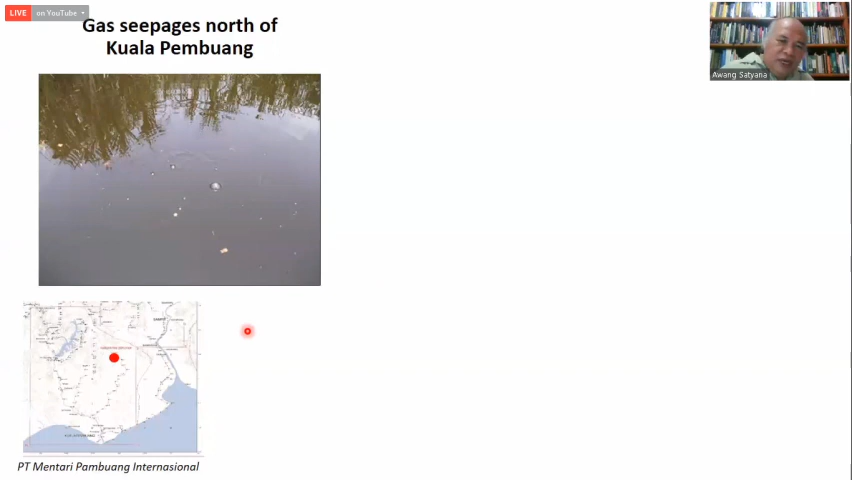 LIVE on YouTube
Gas seepages north of
Kuala Pembuang
Awang Satyana
PT Mentari Pambuang Internasional